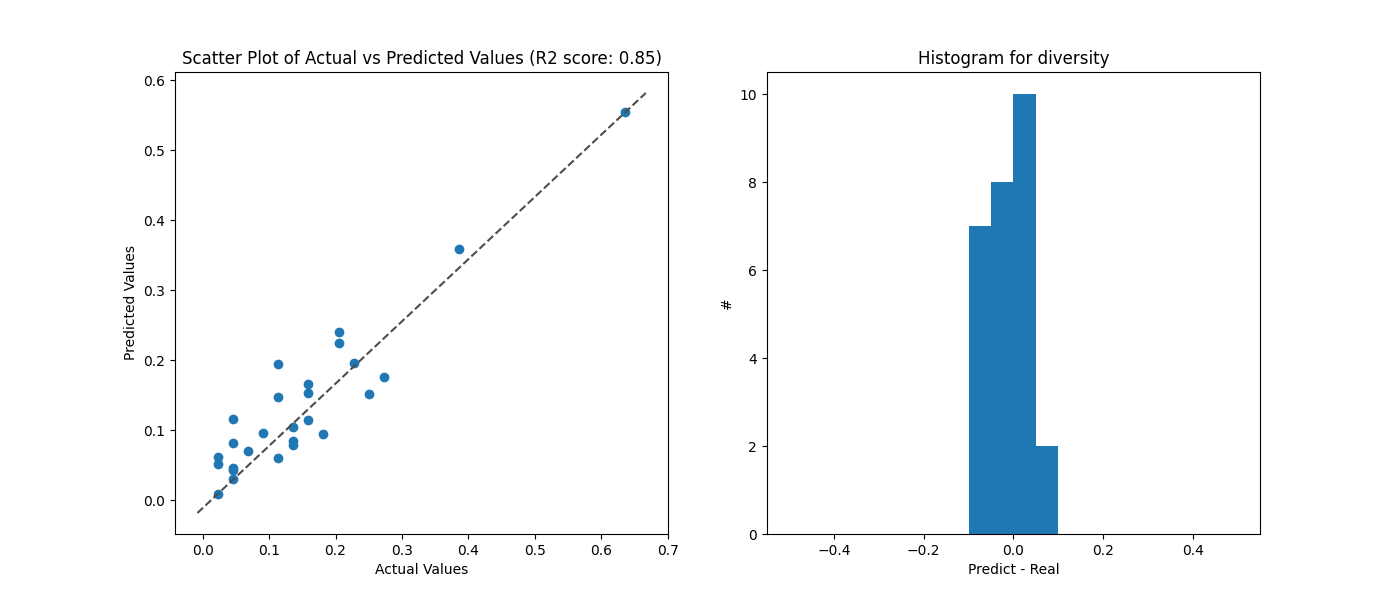 Scatter Plot of Actual vs Predicted Values (R2 score: 0.85)
0.6
0.5
0.4
0.3
0.2
0.1
0.0
Predicted Values
0.0 0.1 0.2 0.3 0.4 0.5 0.6 0.7
Actual Values
Histogram for diversity
10
8
6
4
2
0
#
−0.4 −0.2 0.0 0.2 0.4
Predict - Real